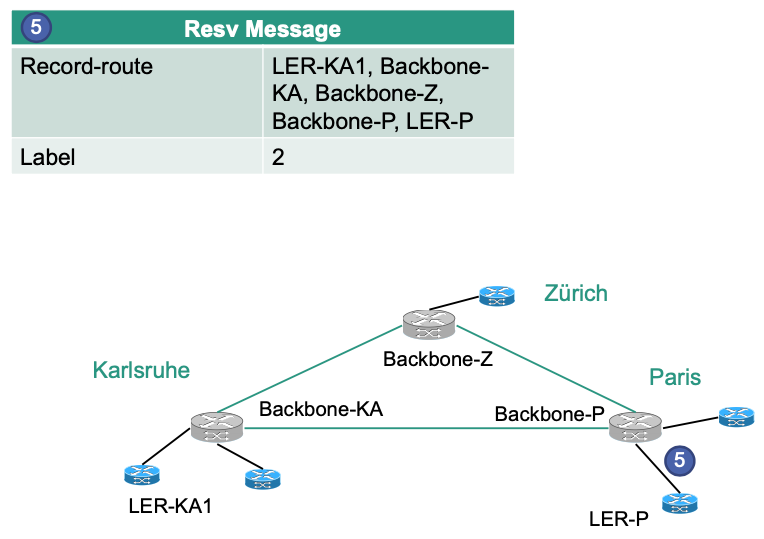 5
Resv Message
Record-route
LER-KA1, Backbone-
KA, Backbone-Z,
Backbone-P, LER-P
Label
2
Zürich
Backbone-Z
Karlsruhe
Paris
Backbone-KA
Backbone-P
5
LER-KA1
LER-P